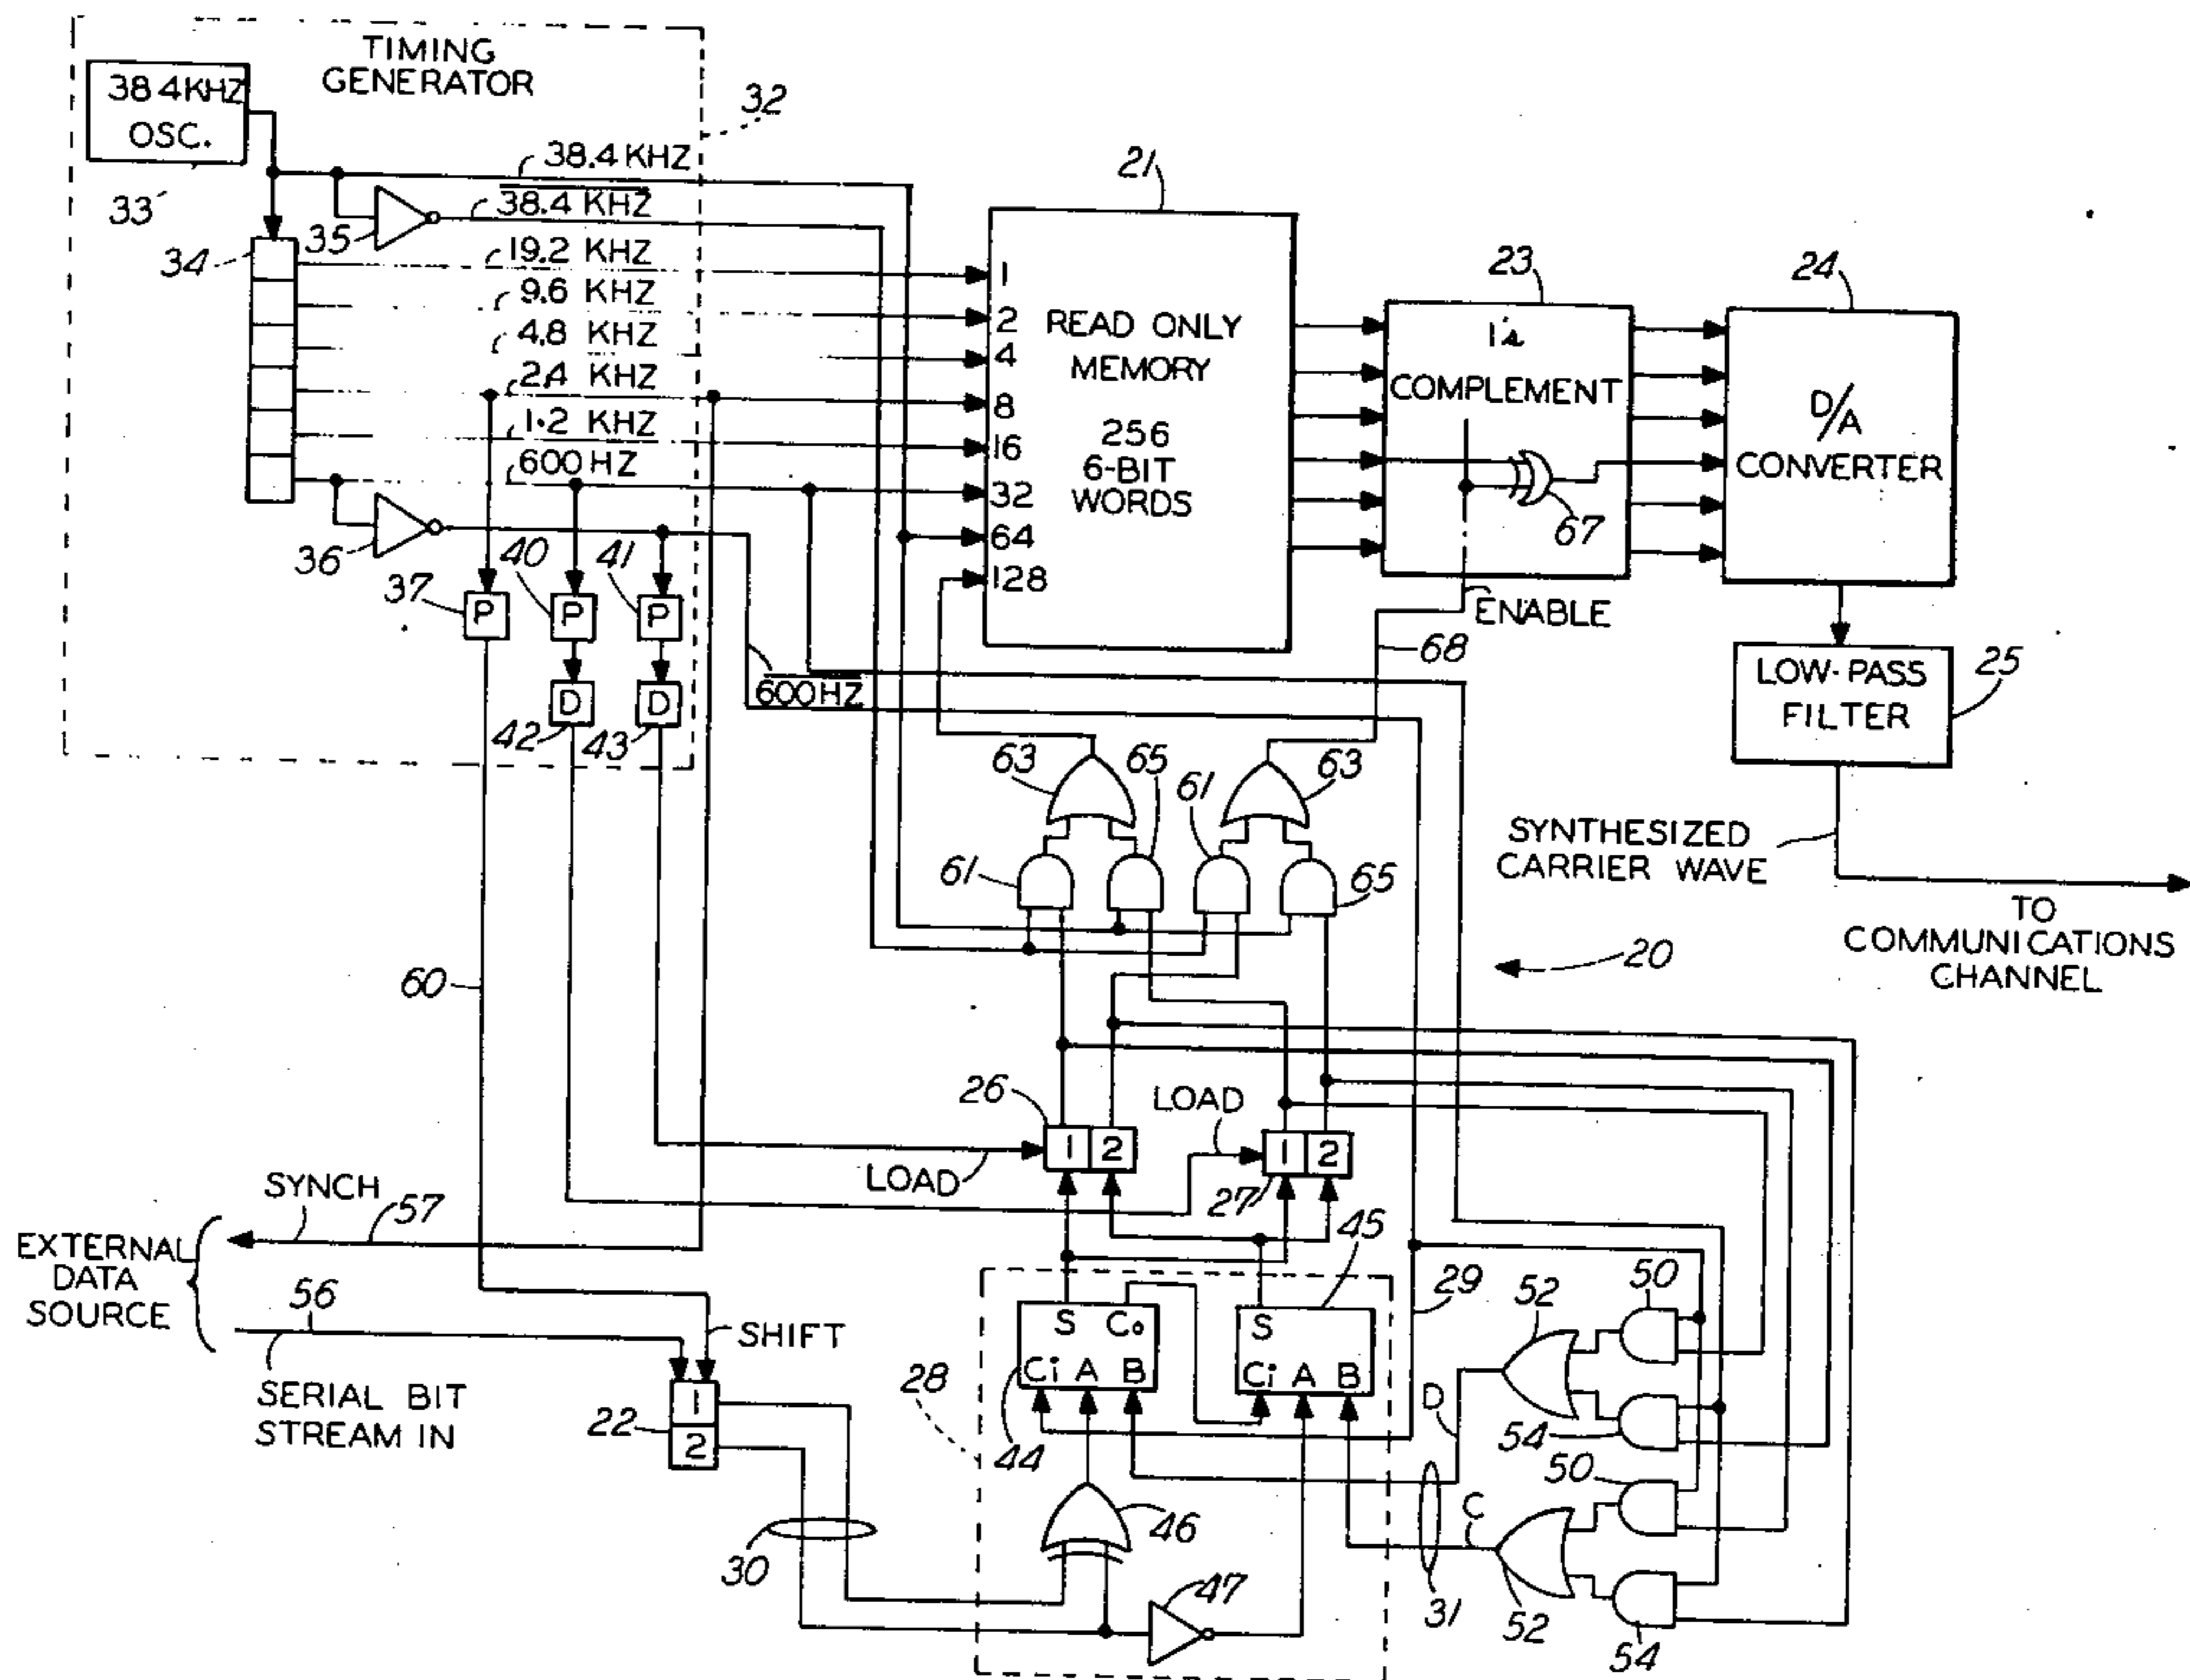 TIMING
GENERATOR
38.4KHZ
OSC.
32
33
38.4 KHZ
38.4 KHZ
35
34
19.2 KHZ
9.6 KHZ
4.8 KHZ
2.4 KHZ
1.2 KHZ
600 HZ
36
37
40
41
P
P
P
D
D
42
43
600 HZ
21
1
2
4
8
16
32
64
128
READ ONLY
MEMORY
256
6-BIT
WORDS
23
1's
COMPLEMENT
67
ENABLE
68
24
D/A
CONVERTER
LOW-PASS
FILTER
25
SYNTHESIZED
CARRIER WAVE
TO
COMMUNICATIONS
CHANNEL
20
63
65
61
63
61
65
60
26
1
2
LOAD
LOAD
1
2
27
SYNCH
57
EXTERNAL
DATA
SOURCE
56
SERIAL BIT
STREAM IN
SHIFT
22
1
2
30
28
S
Co
Ci
A
B
44
45
S
Ci
A
B
46
47
29
D
C
31
50
52
54
50
52
54